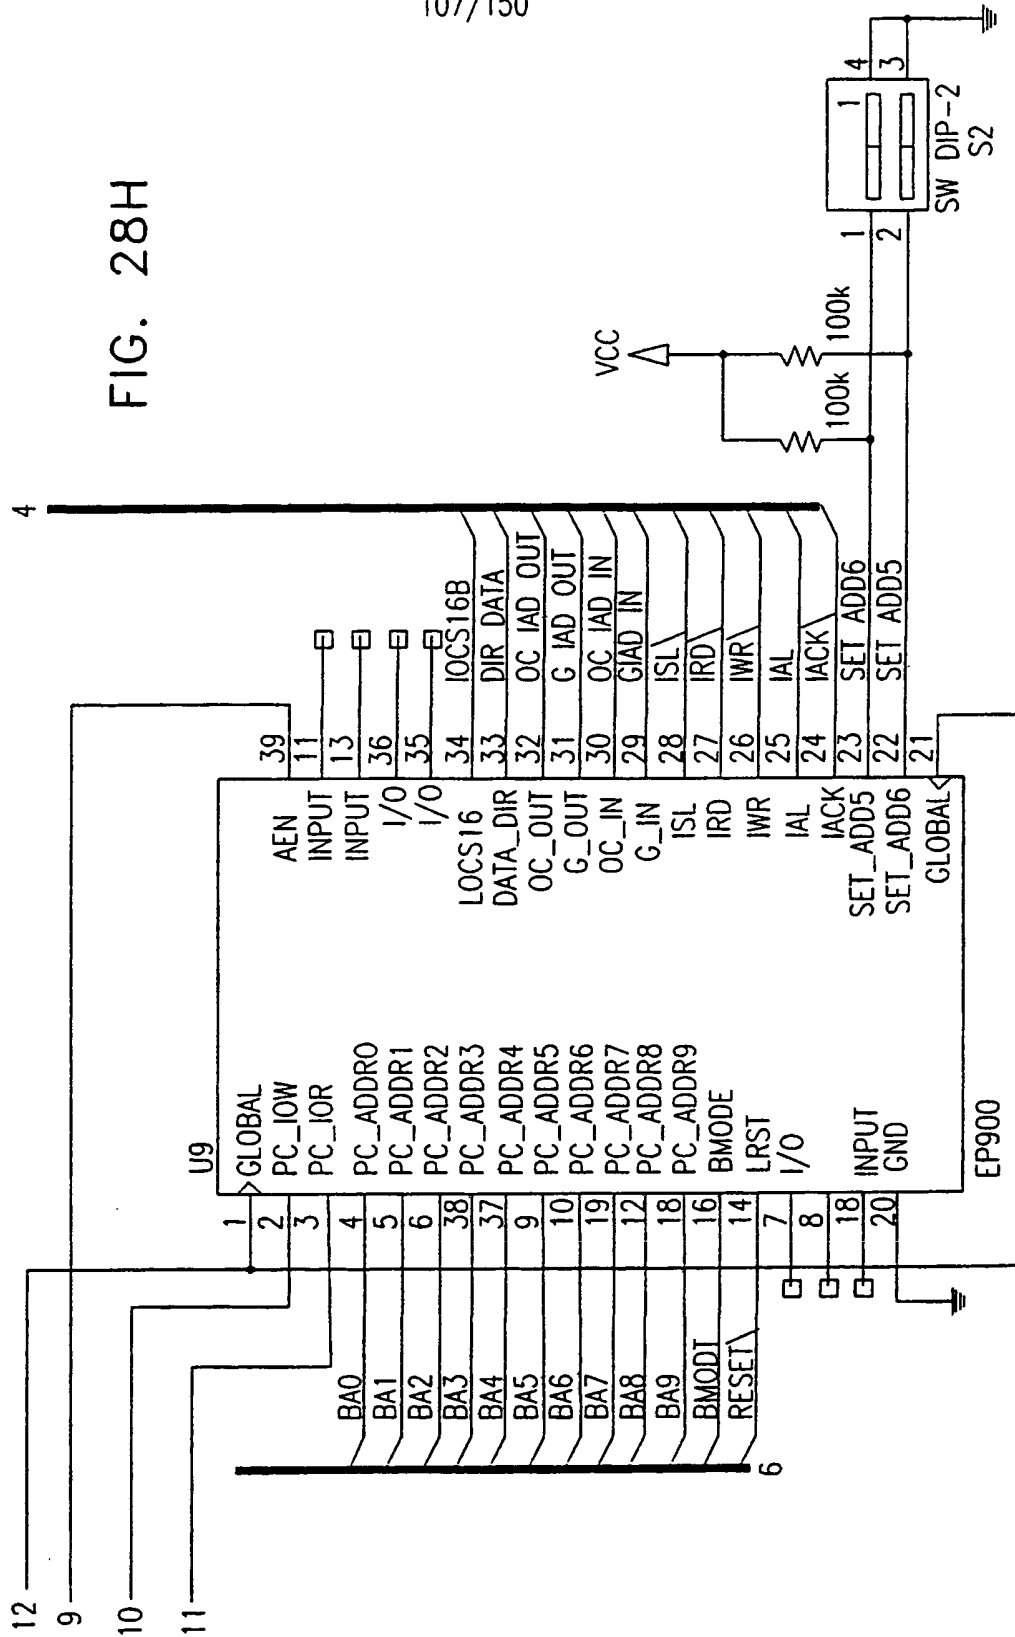 107/150
FIG. 28H
12
9
10
11
4
6
U9
EP900
1
GLOBAL
2
PC_IOW
3
PC_IOR
BA0
4
PC_ADDR0
BA1
5
PC_ADDR1
BA2
6
PC_ADDR2
BA3
38
PC_ADDR3
BA4
37
PC_ADDR4
BA5
9
PC_ADDR5
BA6
10
PC_ADDR6
BA7
19
PC_ADDR7
BA8
12
PC_ADDR8
BA9
18
PC_ADDR9
BMODT
16
BMODE
RESET\
14
LRST
7
I/O
8
18
INPUT
20
GND
AEN
39
INPUT
11
INPUT
13
I/O
36
I/O
35
LOCS16
34
IOCS16B
DATA_DIR
33
DIR DATA
OC_OUT
32
OC IAD OUT
G_OUT
31
G IAD OUT
OC_IN
30
OC IAD IN
G_IN
29
GIAD IN
ISL
28
ISL\
IRD
27
IRD\
IWR
26
IWR\
IAL
25
IAL
IACK
24
IACK\
SET_ADD5
23
SET ADD6
SET_ADD6
22
SET ADD5
GLOBAL
21
VCC
100k
100k
1
2
1
4
3
SW DIP-2
S2